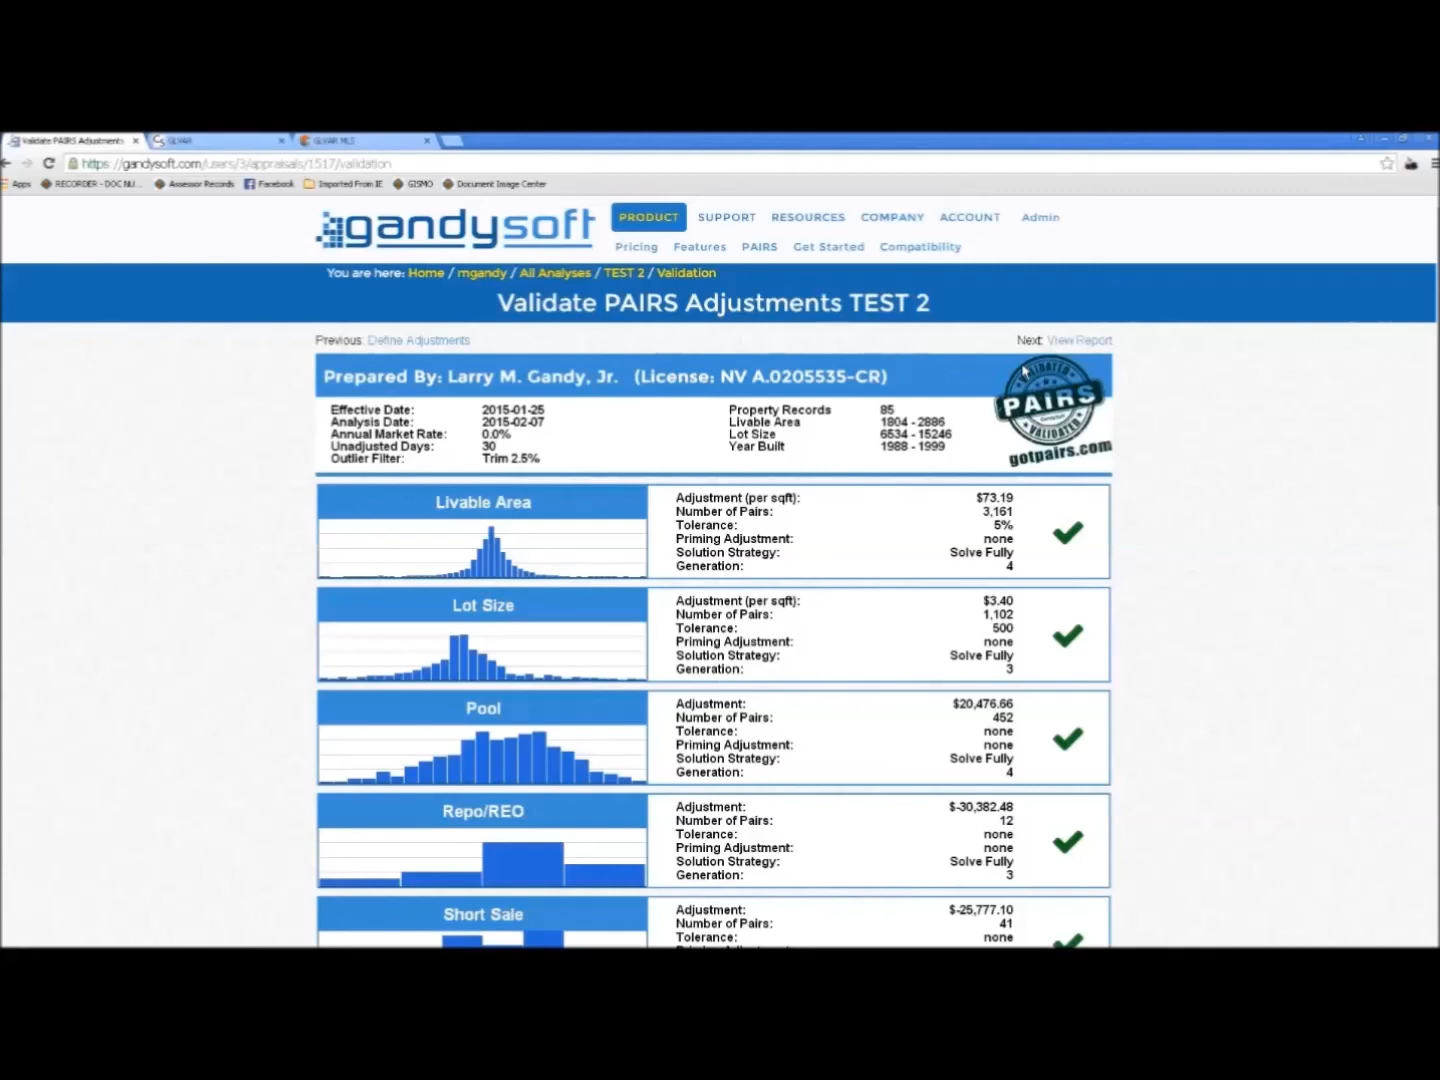 Validate PAIRS Adjustments
GLVAR
GLVAR MLS
https://gandysoft.com/users/3/appraisals/1517/validation
Apps RECORDER - DOC NU... Assessor Records Facebook Imported From IE GISMO Document Image Center
gandysoft
PRODUCT SUPPORT RESOURCES COMPANY ACCOUNT Admin
Pricing Features PAIRS Get Started Compatibility
You are here: Home / mgandy / All Analyses / TEST 2 / Validation
Validate PAIRS Adjustments TEST 2
Previous: Define Adjustments
Next: View Report
Prepared By: Larry M. Gandy, Jr. (License: NV A.0205535-CR)
VALIDATED
PAIRS
VALIDATED
gotpairs.com
Effective Date: 2015-01-25
Analysis Date: 2015-02-07
Annual Market Rate: 0.0%
Unadjusted Days: 30
Outlier Filter: Trim 2.5%
Property Records 85
Livable Area 1804 - 2886
Lot Size 6534 - 15246
Year Built 1988 - 1999
Livable Area
Adjustment (per sqft): $73.19
Number of Pairs: 3,161
Tolerance: 5%
Priming Adjustment: none
Solution Strategy: Solve Fully
Generation: 4
Lot Size
Adjustment (per sqft): $3.40
Number of Pairs: 1,102
Tolerance: 500
Priming Adjustment: none
Solution Strategy: Solve Fully
Generation: 3
Pool
Adjustment: $20,476.66
Number of Pairs: 452
Tolerance: none
Priming Adjustment: none
Solution Strategy: Solve Fully
Generation: 4
Repo/REO
Adjustment: $-30,382.48
Number of Pairs: 12
Tolerance: none
Priming Adjustment: none
Solution Strategy: Solve Fully
Generation: 3
Short Sale
Adjustment: $-25,777.10
Number of Pairs: 41
Tolerance: none